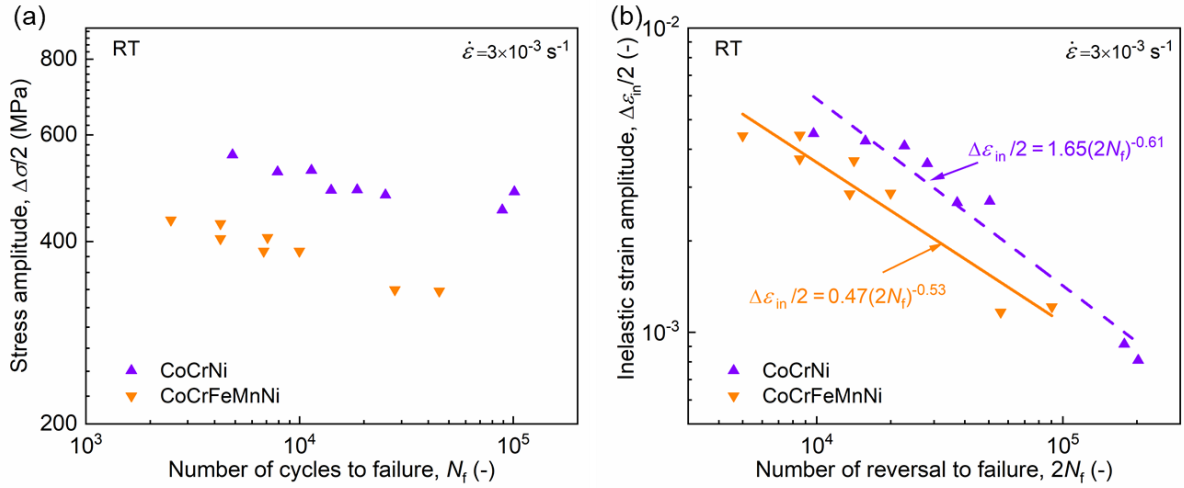 (a)
RT
ε̇=3×10⁻³ s⁻¹
Stress amplitude, Δσ/2 (MPa)
800
600
400
200
CoCrNi
CoCrFeMnNi
10³
10⁴
10⁵
Number of cycles to failure, Nf (-)
(b)
RT
ε̇=3×10⁻³ s⁻¹
Inelastic strain amplitude, Δεin/2 (-)
10⁻²
10⁻³
Δεin/2=1.65(2Nf)⁻⁰·⁶¹
Δεin/2=0.47(2Nf)⁻⁰·⁵³
CoCrNi
CoCrFeMnNi
10⁴
10⁵
Number of reversal to failure, 2Nf (-)